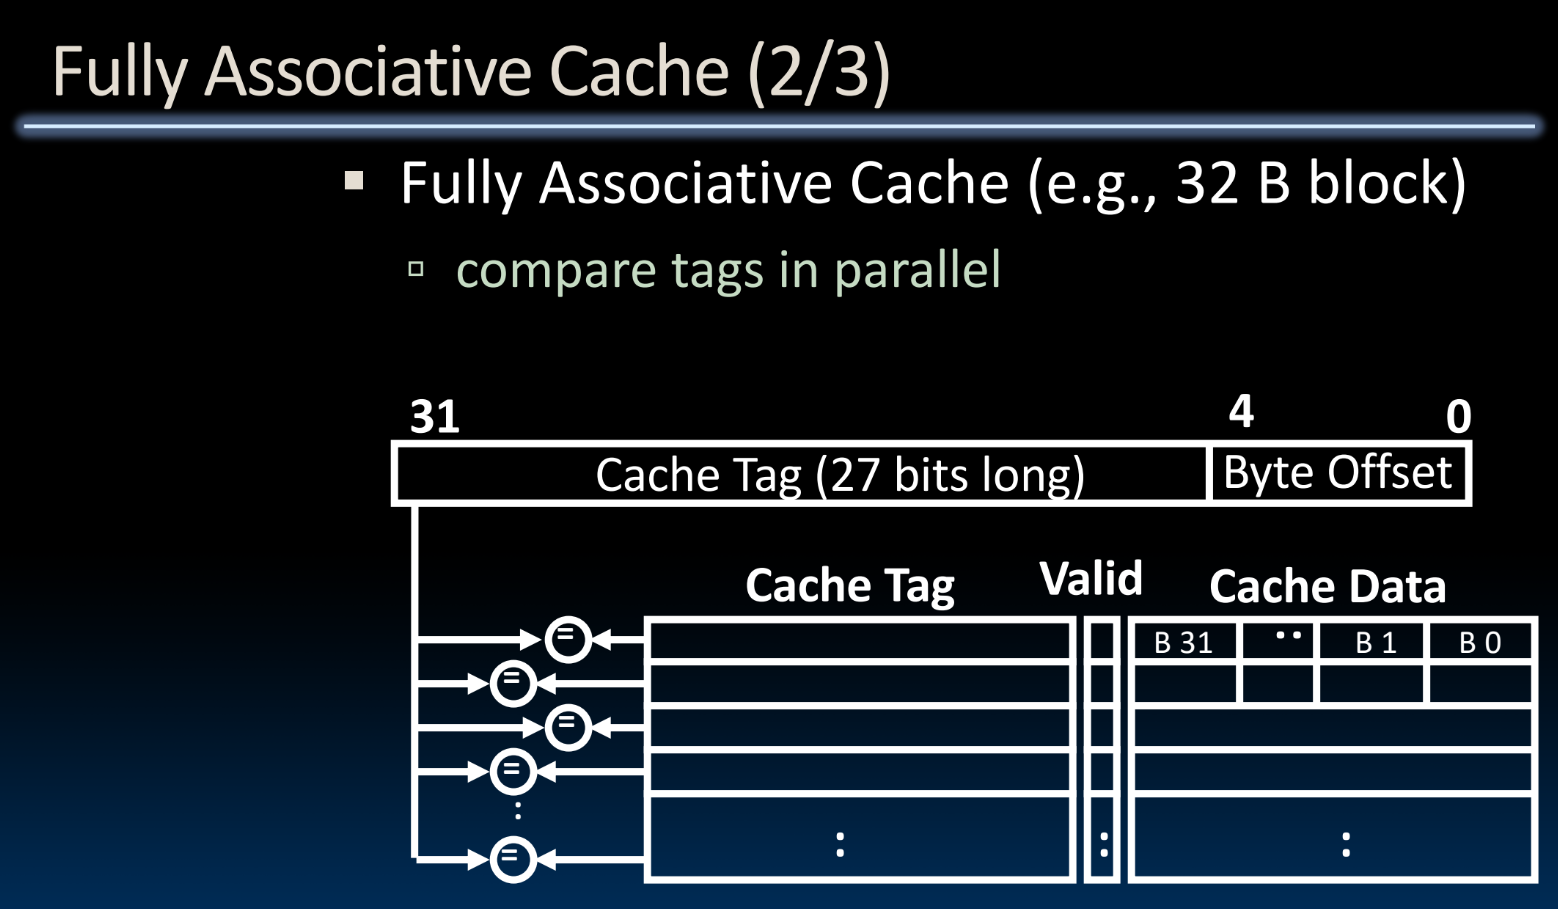 Fully Associative Cache (2/3)
Fully Associative Cache (e.g., 32 B block)
compare tags in parallel
31 4 0
Cache Tag (27 bits long) Byte Offset
Cache Tag Valid Cache Data
= B 31 .. B 1 B 0
=
=
=
:
= : : :